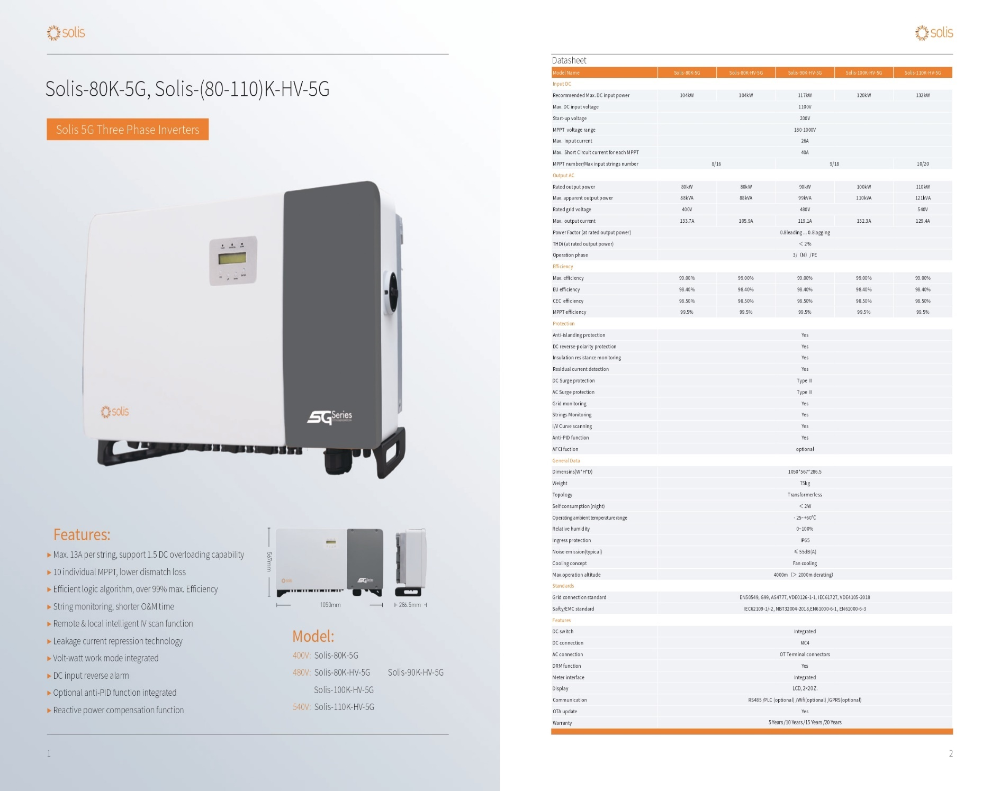 solis
Solis-80K-5G, Solis-(80-110)K-HV-5G
Solis 5G Three Phase Inverters
solis
5G Series
Features:
Max. 13A per string, support 1.5 DC overloading capability
10 individual MPPT, lower dismatch loss
Efficient logic algorithm, over 99% max. Efficiency
String monitoring, shorter O&M time
Remote & local intelligent IV scan function
Leakage current repression technology
Volt-watt work mode integrated
DC input reverse alarm
Optional anti-PID function integrated
Reactive power compensation function
567mm
solis
5G Series
1050mm
286.5mm
Model:
400V: Solis-80K-5G
480V: Solis-80K-HV-5G Solis-90K-HV-5G
Solis-100K-HV-5G
540V: Solis-110K-HV-5G
1
solis
Datasheet
Model Name Solis-80K-5G Solis-80K-HV-5G Solis-90K-HV-5G Solis-100K-HV-5G Solis-110K-HV-5G
Input DC
Recommended Max. DC input power 104kW 104kW 117kW 120kW 132kW
Max. DC input voltage 1100V
Start-up voltage 200V
MPPT voltage range 180-1000V
Max. input current 26A
Max. Short Circuit current for each MPPT 40A
MPPT number/Max input strings number 8/16 9/18 10/20
Output AC
Rated output power 80kW 80kW 90kW 100kW 110kW
Max. apparent output power 88kVA 88kVA 99kVA 110kVA 121kVA
Rated grid voltage 400V 480V 540V
Max. output current 133.7A 105.9A 119.1A 132.3A 129.4A
Power Factor (at rated output power) 0.8leading ... 0.8lagging
THDi (at rated output power) ＜ 2%
Operation phase 3/（N）/PE
Efficiency
Max. efficiency 99.00% 99.00% 99.00% 99.00% 99.00%
EU efficiency 98.40% 98.40% 98.40% 98.40% 98.40%
CEC efficiency 98.50% 98.50% 98.50% 98.50% 98.50%
MPPT efficiency 99.5% 99.5% 99.5% 99.5% 99.5%
Protection
Anti-islanding protection Yes
DC reverse-polarity protection Yes
Insulation resistance monitoring Yes
Residual current detection Yes
DC Surge protection Type II
AC Surge protection Type II
Grid monitoring Yes
Strings Monitoring Yes
I/V Curve scanning Yes
Anti-PID function Yes
AFCI fuction optional
General Data
Dimensins(W*H*D) 1050*567*286.5
Weight 75kg
Topology Transformerless
Self consumption (night) ＜ 2W
Operating ambient temperature range - 25~+60°C
Relative humidity 0~100%
Ingress protection IP65
Noise emission(typical) ≤ 55dB(A)
Cooling concept Fan cooling
Max.operation altitude 4000m（＞ 2000m derating）
Standards
Grid connection standard EN50549, G99, AS4777, VDE0126-1-1, IEC61727, VDE4105-2018
Safty/EMC standard IEC62109-1/-2, NBT32004-2018,EN61000-6-1, EN61000-6-3
Features
DC switch Integrated
DC connection MC4
AC connection OT Terminal connectors
DRM function Yes
Meter interface Integrated
Display LCD, 2×20 Z.
Communication RS485 /PLC (optional) /Wifi(optional) /GPRS(optional)
OTA update Yes
Warranty 5 Years /10 Years /15 Years /20 Years
2